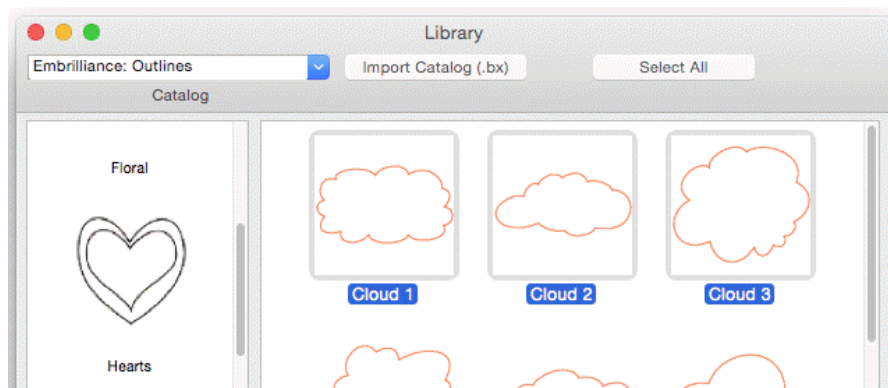 Library
Embrilliance: Outlines
Import Catalog (.bx)
Select All
Catalog
Floral
Hearts
Cloud 1
Cloud 2
Cloud 3